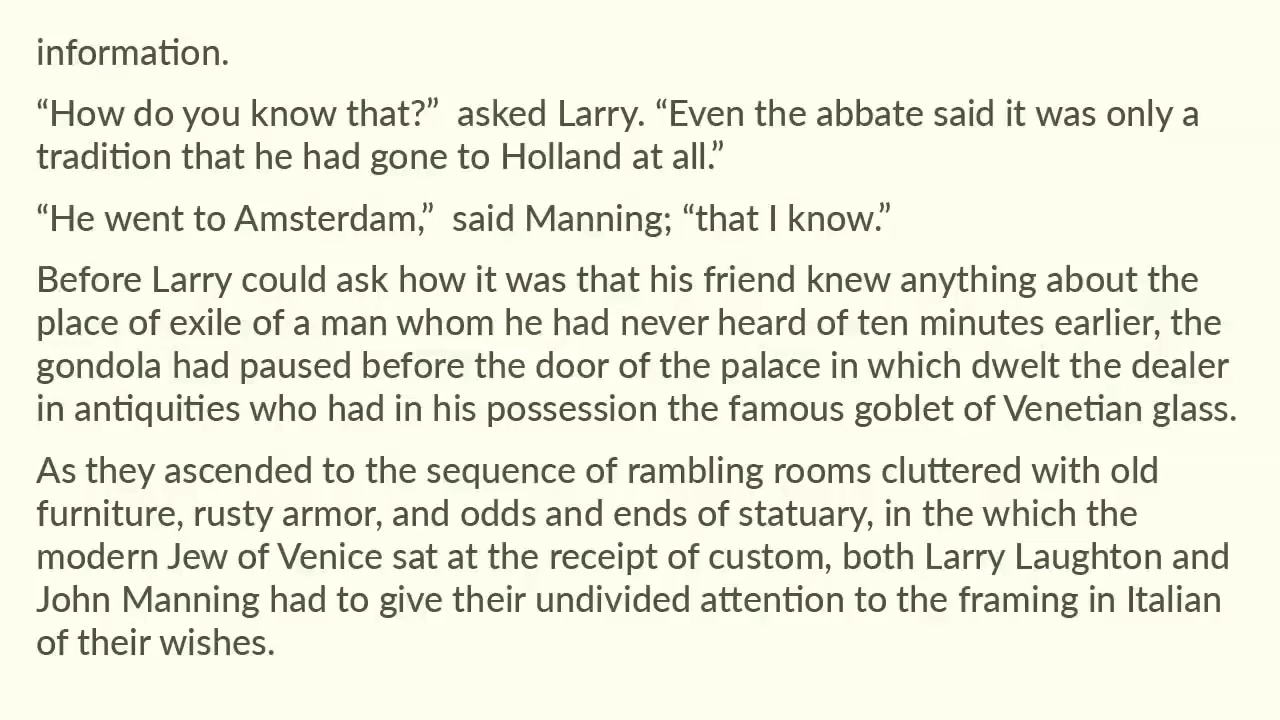 information.
“How do you know that?”  asked Larry. “Even the abbate said it was only a
tradition that he had gone to Holland at all.”
“He went to Amsterdam,”  said Manning; “that I know.”
Before Larry could ask how it was that his friend knew anything about the
place of exile of a man whom he had never heard of ten minutes earlier, the
gondola had paused before the door of the palace in which dwelt the dealer
in antiquities who had in his possession the famous goblet of Venetian glass.
As they ascended to the sequence of rambling rooms cluttered with old
furniture, rusty armor, and odds and ends of statuary, in the which the
modern Jew of Venice sat at the receipt of custom, both Larry Laughton and
John Manning had to give their undivided attention to the framing in Italian
of their wishes.